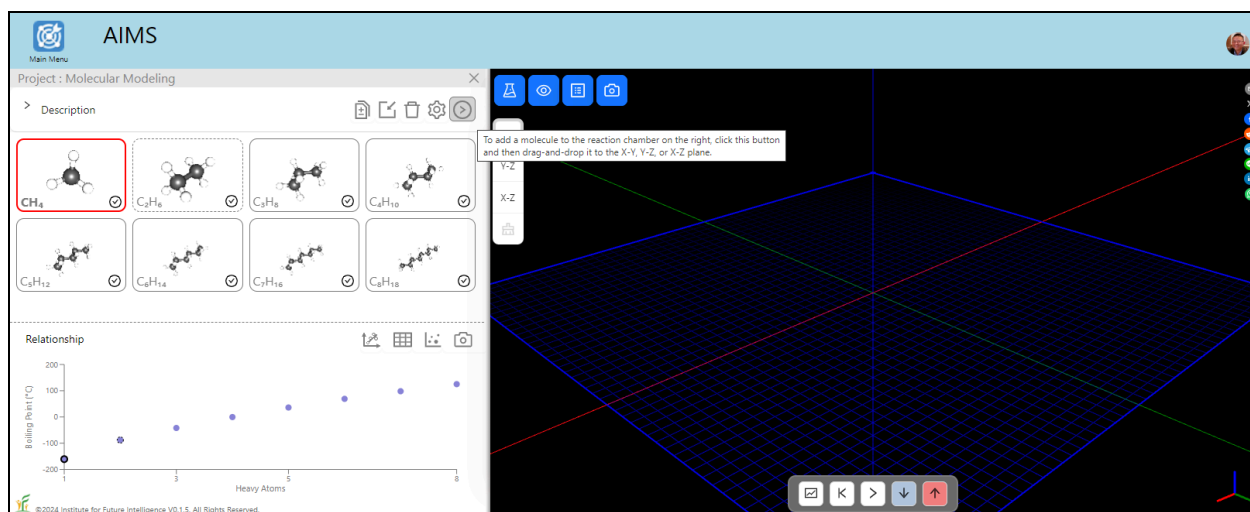 AIMS
Main Menu
Project : Molecular Modeling
Description
To add a molecule to the reaction chamber on the right, click this button
and then drag-and-drop it to the X-Y, Y-Z, or X-Z plane.
Y-Z
X-Z
CH₄
C₂H₆
C₃H₈
C₄H₁₀
C₅H₁₂
C₆H₁₄
C₇H₁₆
C₈H₁₈
Relationship
200
100
0
-100
-200
Boiling Point (°C)
1
3
5
8
Heavy Atoms
©2024 Institute for Future Intelligence V0.1.5. All Rights Reserved.